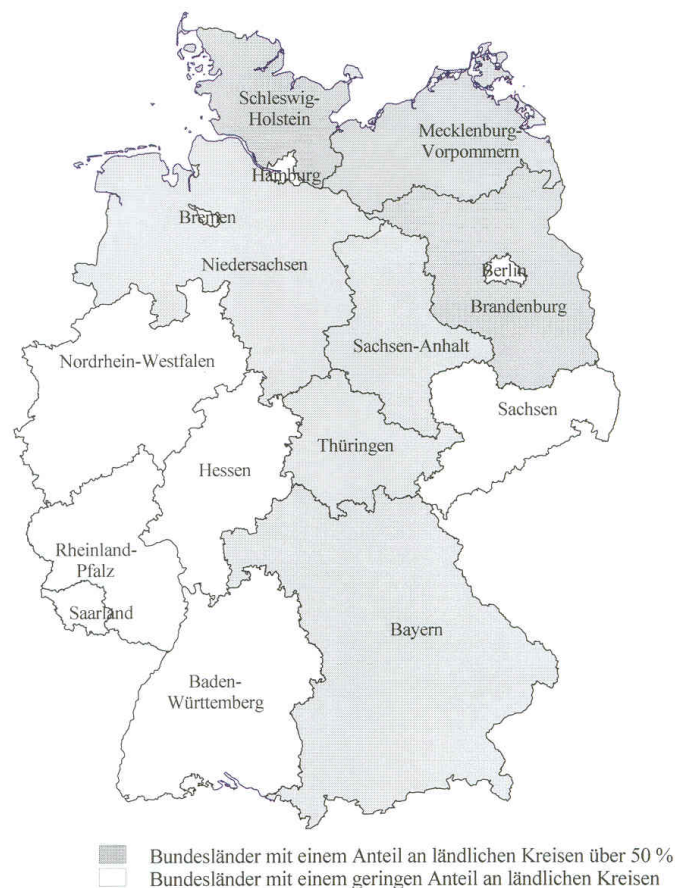 Schleswig-
Holstein
Mecklenburg-
Vorpommern
Hamburg
Bremen
Niedersachsen
Berlin
Brandenburg
Sachsen-Anhalt
Nordrhein-Westfalen
Sachsen
Thüringen
Hessen
Rheinland-
Pfalz
Saarland
Bayern
Baden-
Württemberg
Bundesländer mit einem Anteil an ländlichen Kreisen über 50 %
Bundesländer mit einem geringen Anteil an ländlichen Kreisen